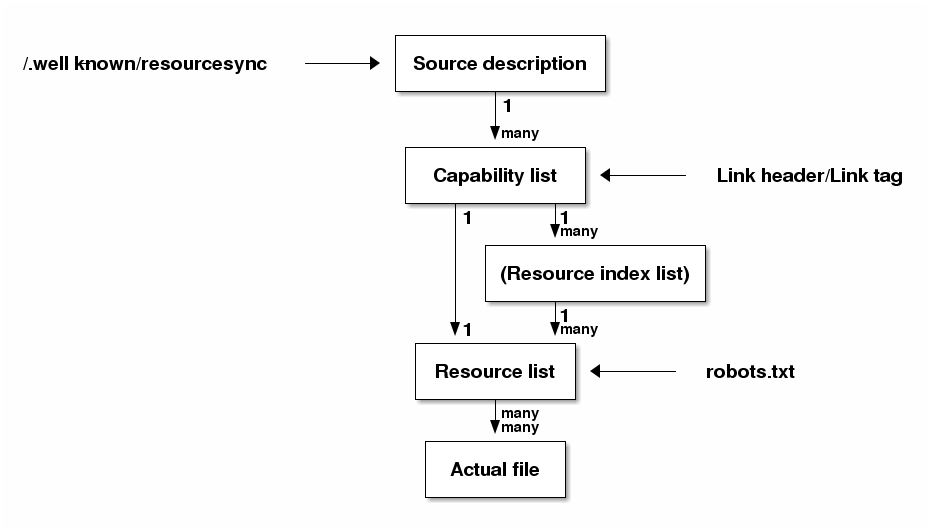 /.well known/resourcesync
Source description
1
many
Capability list
Link header/Link tag
1
1
many
(Resource index list)
1
many
1
Resource list
robots.txt
many
many
Actual file